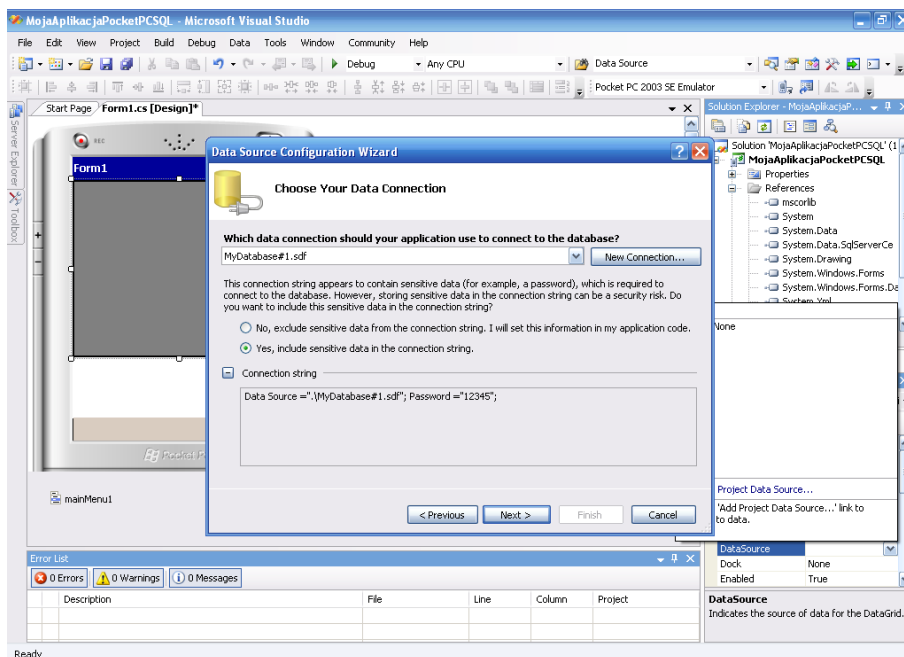 MojaAplikacjaPocketPCSQL - Microsoft Visual Studio
File Edit View Project Build Debug Data Tools Window Community Help
Debug Any CPU Data Source
Pocket PC 2003 SE Emulator
Start Page Form1.cs [Design]*
Solution Explorer - MojaAplikacjaP...
Server Explorer
Toolbox
REC
Form1
Data Source Configuration Wizard
Choose Your Data Connection
Which data connection should your application use to connect to the database?
MyDatabase#1.sdf New Connection...
This connection string appears to contain sensitive data (for example, a password), which is required to
connect to the database. However, storing sensitive data in the connection string can be a security risk. Do
you want to include this sensitive data in the connection string?
No, exclude sensitive data from the connection string. I will set this information in my application code.
Yes, include sensitive data in the connection string.
Connection string
Data Source =".\MyDatabase#1.sdf"; Password ="12345";
< Previous Next > Finish Cancel
Solution 'MojaAplikacjaPocketPCSQL' (1
MojaAplikacjaPocketPCSQL
Properties
References
mscorlib
System
System.Data
System.Data.SqlServerCe
System.Drawing
System.Windows.Forms
System.Windows.Forms.Da
System.Xml
None
Project Data Source...
'Add Project Data Source...' link to
to data.
mainMenu1
DataSource
Dock None
Enabled True
DataSource
Indicates the source of data for the DataGrid.
Error List
0 Errors 0 Warnings 0 Messages
Description File Line Column Project
Ready